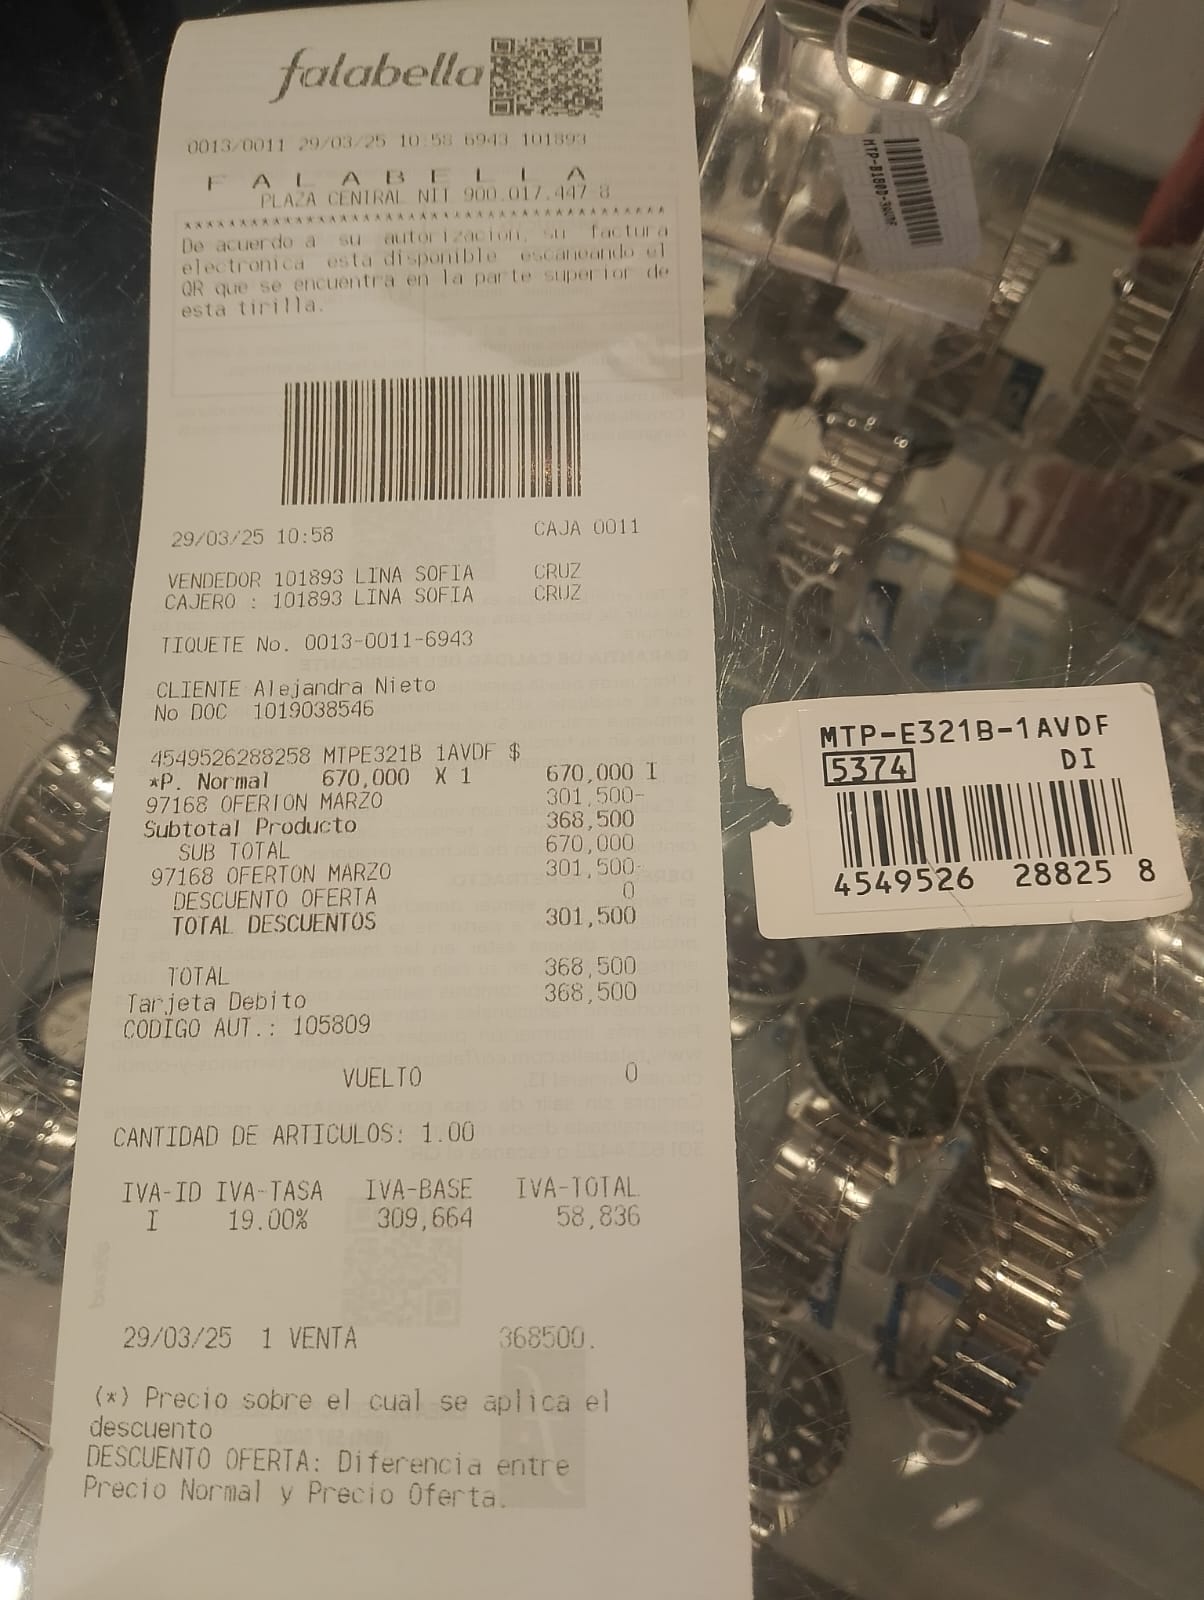 falabella
0013/0011 29/03/25 10:58 6943 101893
F A L A B E L L A
PLAZA CENTRAL NIT 900.017.447-8
De acuerdo a su autorizacion, su factura
electronica esta disponible escaneando el
QR que se encuentra en la parte superior de
esta tirilla.
29/03/25 10:58 CAJA 0011
VENDEDOR 101893 LINA SOFIA CRUZ
CAJERO : 101893 LINA SOFIA CRUZ
TIQUETE No. 0013-0011-6943
CLIENTE Alejandra Nieto
No DOC 1019038546
4549526288258 MTPE321B 1AVDF $
*P. Normal 670,000 X 1 670,000 I
97168 OFERTON MARZO 301,500-
Subtotal Producto 368,500
SUB TOTAL 670,000
97168 OFERTON MARZO 301,500-
DESCUENTO OFERTA 0
TOTAL DESCUENTOS 301,500
TOTAL 368,500
Tarjeta Debito 368,500
CODIGO AUT.: 105809
VUELTO 0
CANTIDAD DE ARTICULOS: 1.00
IVA-ID IVA-TASA IVA-BASE IVA-TOTAL
I 19.00% 309,664 58,836
29/03/25 1 VENTA 368500.
(*) Precio sobre el cual se aplica el
descuento
DESCUENTO OFERTA: Diferencia entre
Precio Normal y Precio Oferta.
MTP-E321B-1AVDF
5374 DI
4549526 28825 8